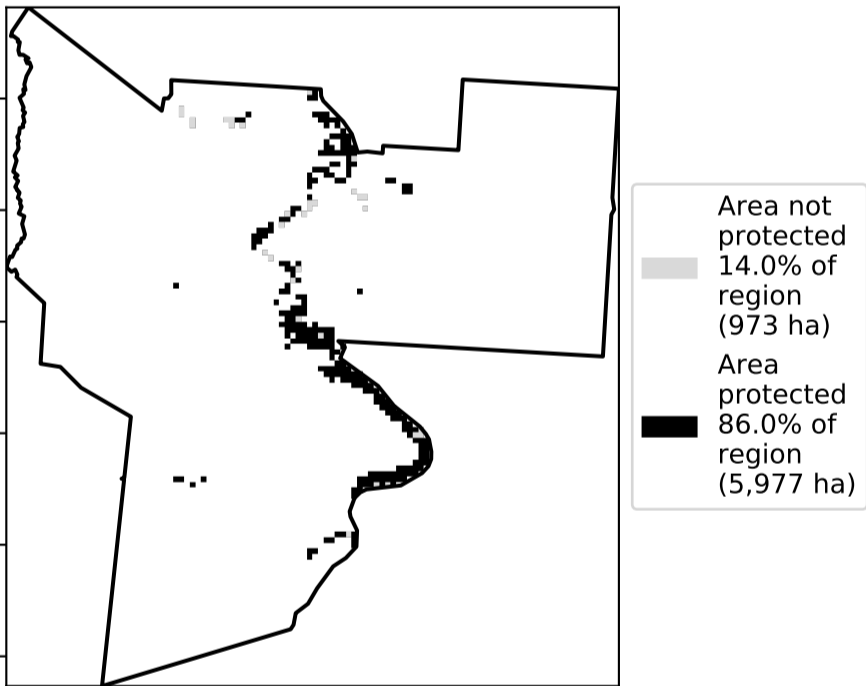 Area not
protected
14.0% of
region
(973 ha)
Area
protected
86.0% of
region
(5,977 ha)